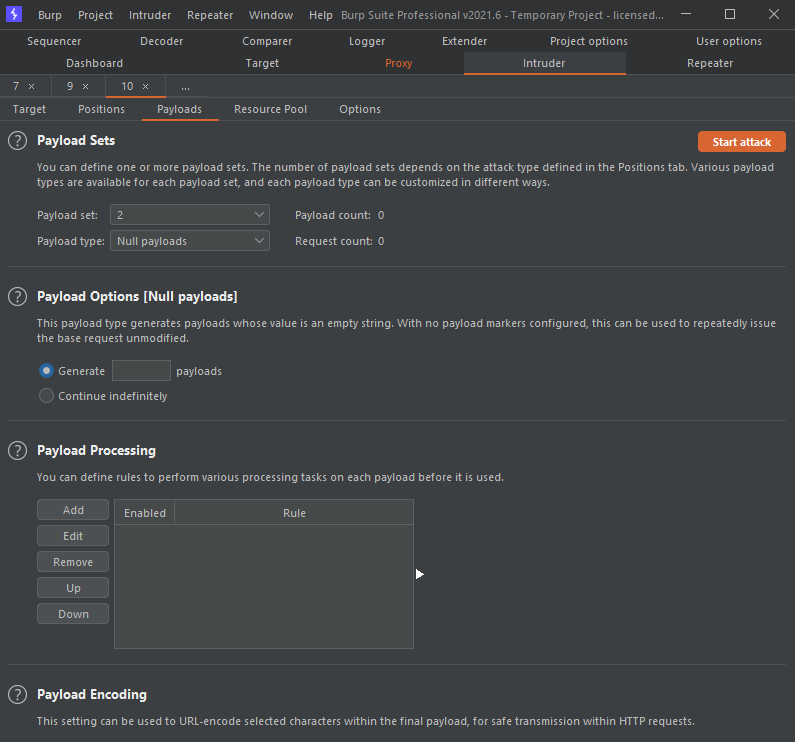 Burp Project Intruder Repeater Window Help Burp Suite Professional v2021.6 - Temporary Project - licensed...
Sequencer Decoder Comparer Logger Extender Project options User options
Dashboard Target Proxy Intruder Repeater
7 × 9 × 10 × ...
Target Positions Payloads Resource Pool Options
? Payload Sets Start attack
You can define one or more payload sets. The number of payload sets depends on the attack type defined in the Positions tab. Various payload
types are available for each payload set, and each payload type can be customized in different ways.
Payload set: 2 Payload count: 0
Payload type: Null payloads Request count: 0
? Payload Options [Null payloads]
This payload type generates payloads whose value is an empty string. With no payload markers configured, this can be used to repeatedly issue
the base request unmodified.
Generate payloads
Continue indefinitely
? Payload Processing
You can define rules to perform various processing tasks on each payload before it is used.
Add Enabled Rule
Edit
Remove
Up
Down
? Payload Encoding
This setting can be used to URL-encode selected characters within the final payload, for safe transmission within HTTP requests.